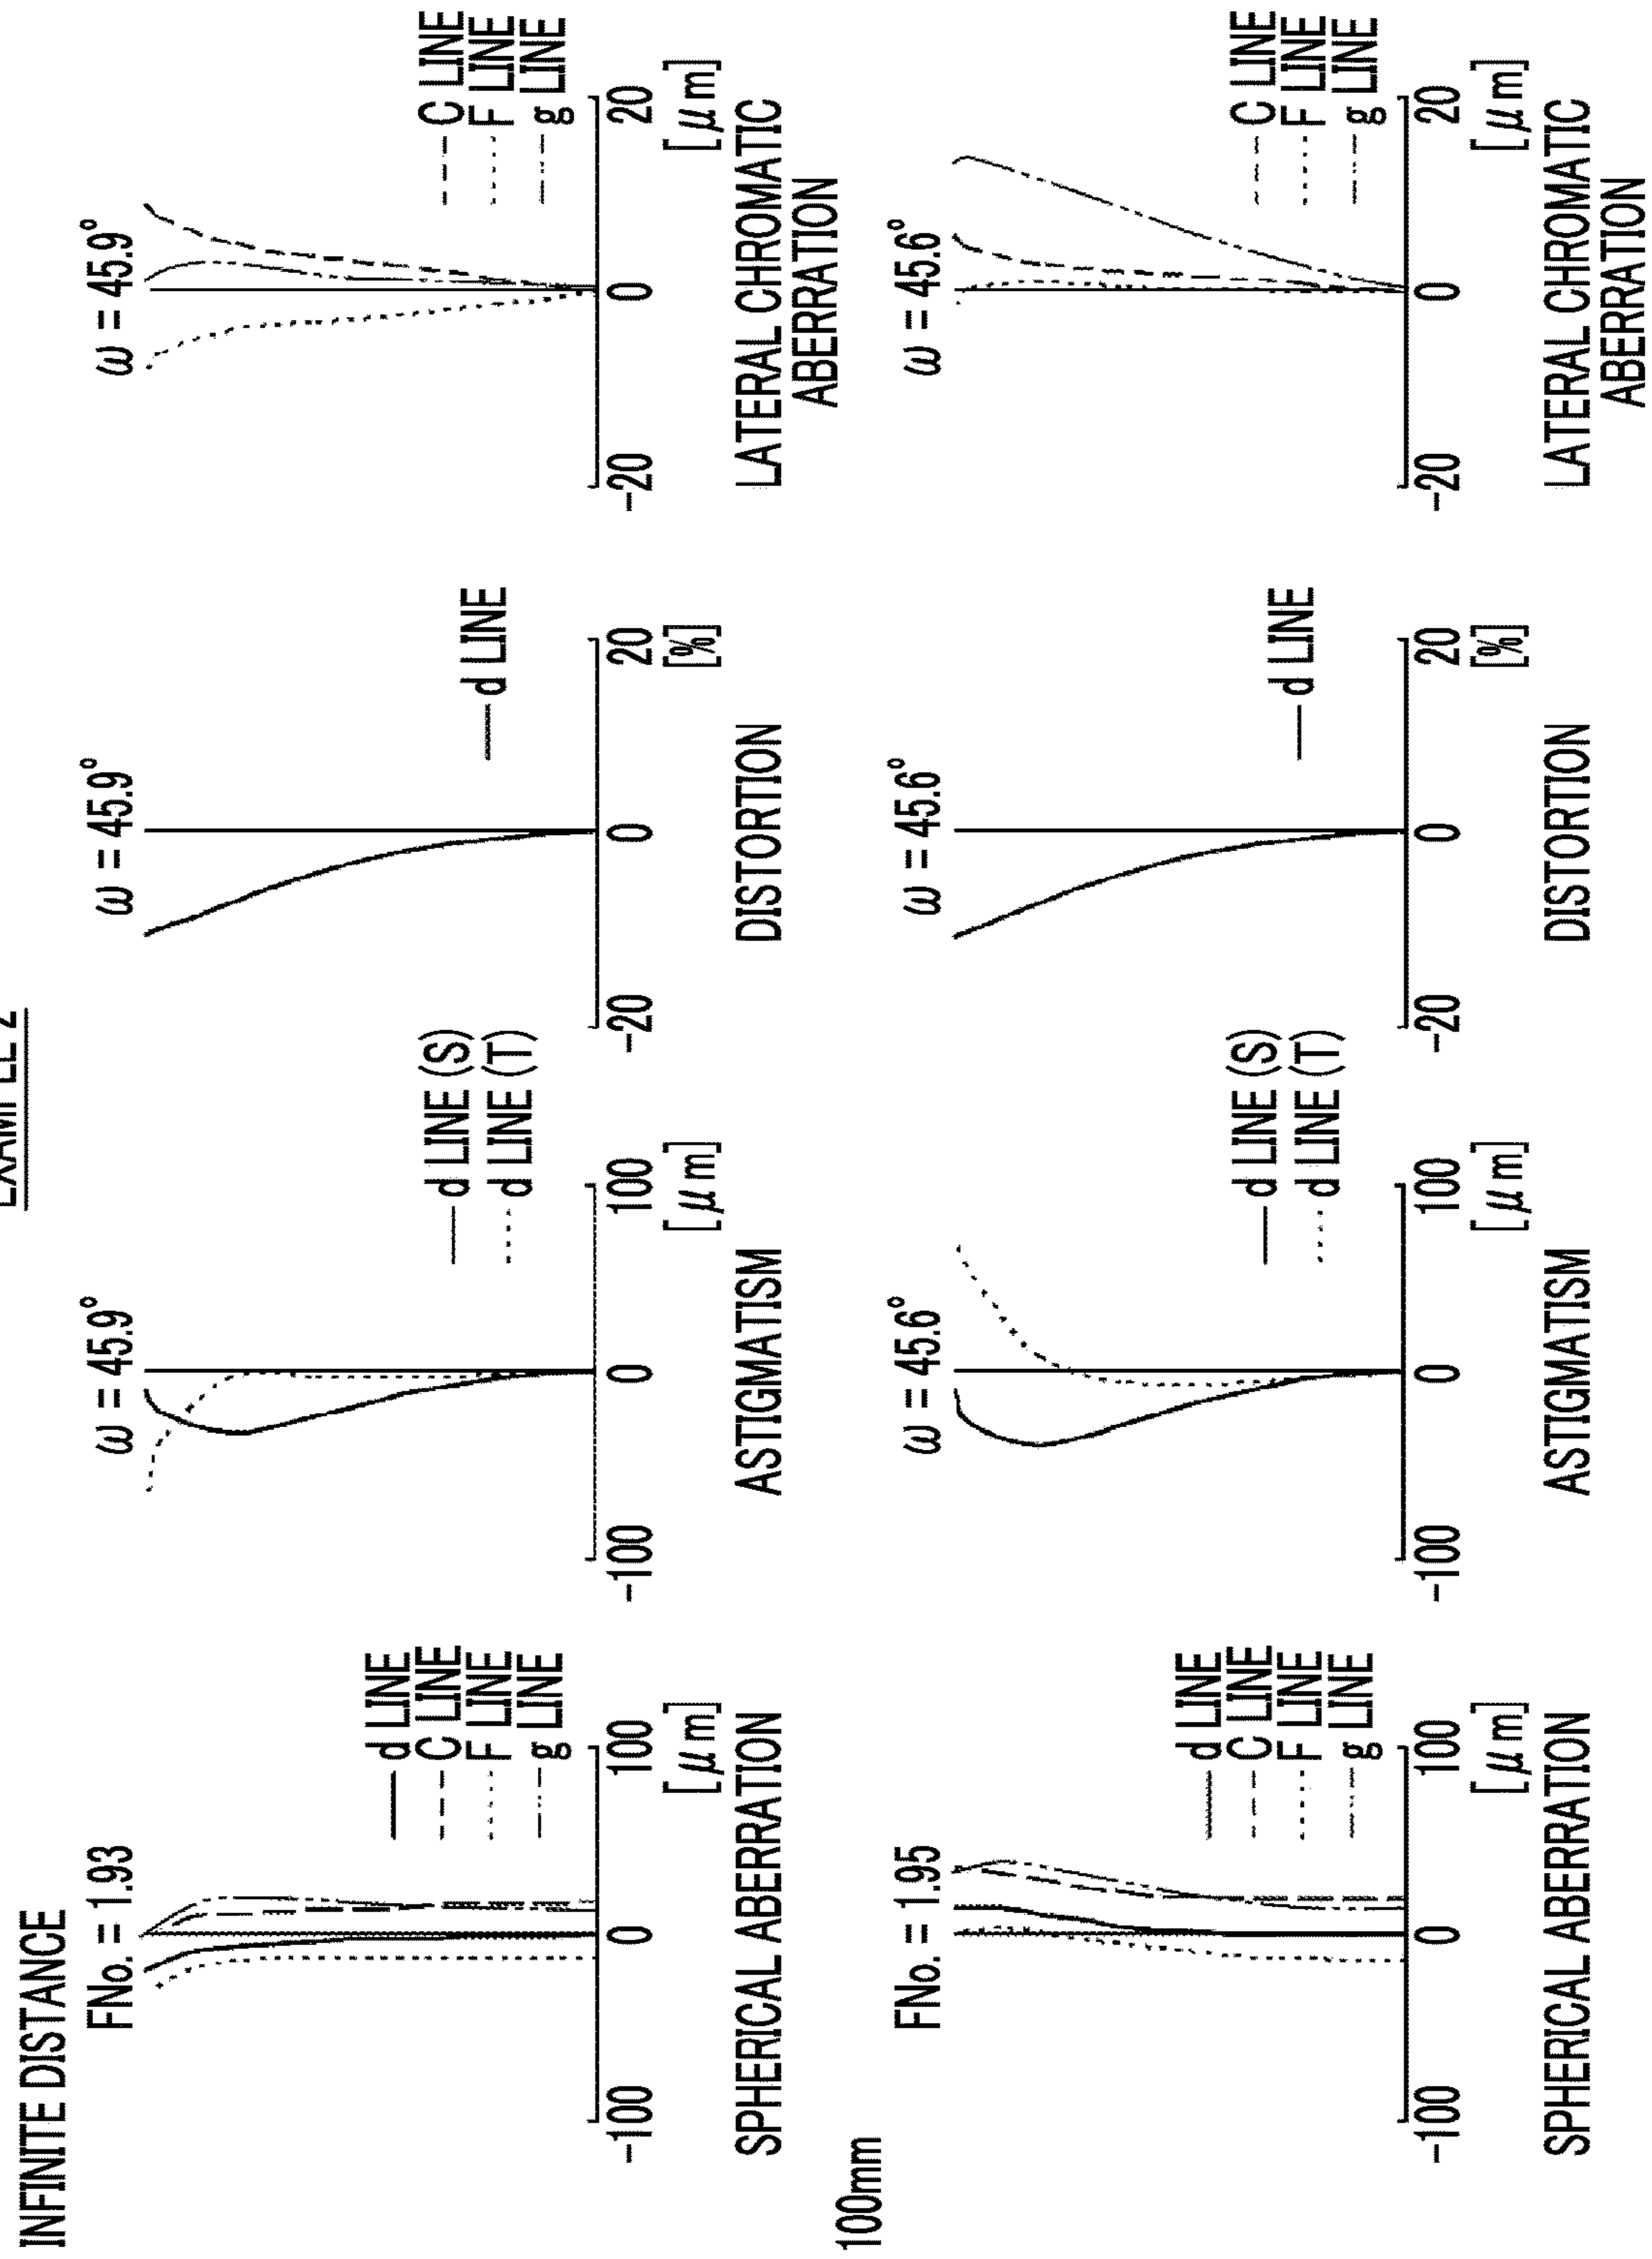 EXAMPLE 2
INFINITE DISTANCE
FNo. = 1.93
d LINE
C LINE
F LINE
g LINE
-100 0 100
[μm]
SPHERICAL ABERRATION
ω = 45.9°
d LINE (S)
d LINE (T)
-100 0 100
[μm]
ASTIGMATISM
ω = 45.9°
d LINE
-20 0 20
[%]
DISTORTION
ω = 45.9°
C LINE
F LINE
g LINE
-20 0 20
[μm]
LATERAL CHROMATIC
ABERRATION
100mm
FNo. = 1.95
d LINE
C LINE
F LINE
g LINE
-100 0 100
[μm]
SPHERICAL ABERRATION
ω = 45.6°
d LINE (S)
d LINE (T)
-100 0 100
[μm]
ASTIGMATISM
ω = 45.6°
d LINE
-20 0 20
[%]
DISTORTION
ω = 45.6°
C LINE
F LINE
g LINE
-20 0 20
[μm]
LATERAL CHROMATIC
ABERRATION